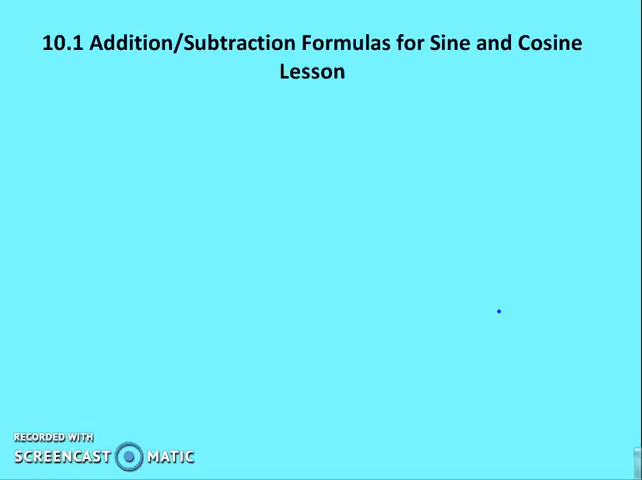 10.1 Addition/Subtraction Formulas for Sine and Cosine
Lesson
RECORDED WITH
SCREENCAST MATIC